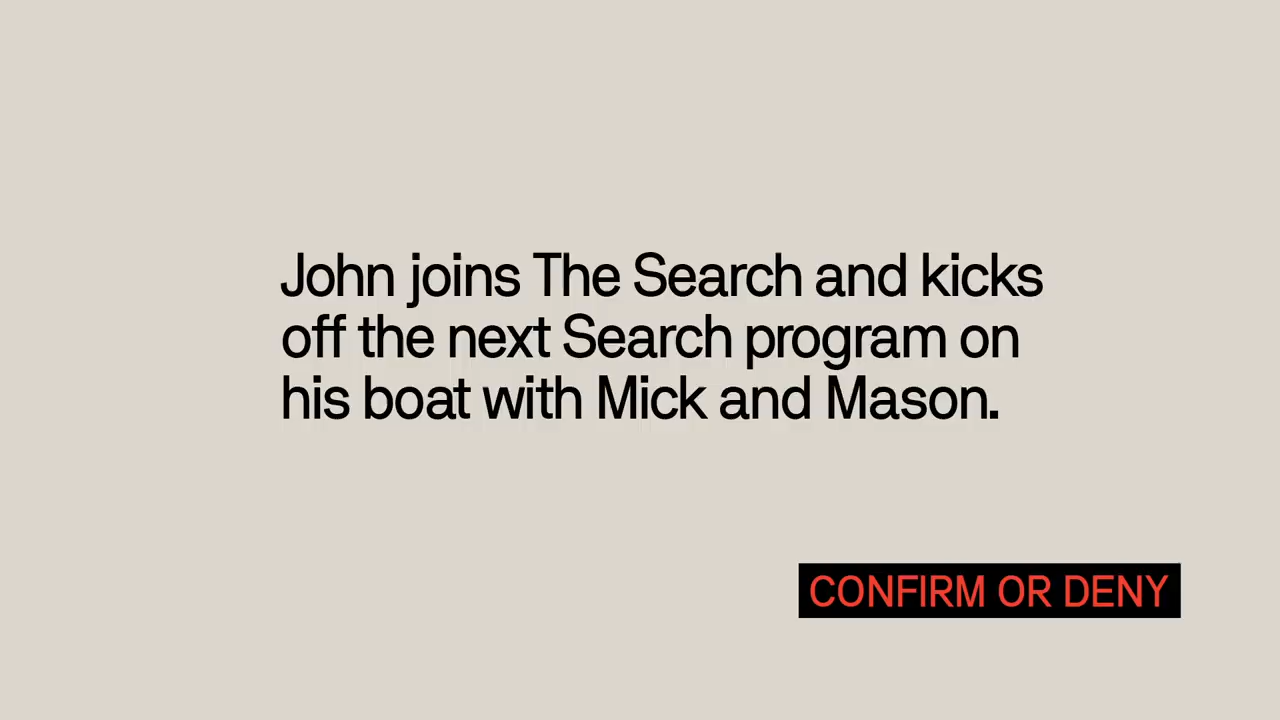 John joins The Search and kicks
off the next Search program on
his boat with Mick and Mason.
CONFIRM OR DENY